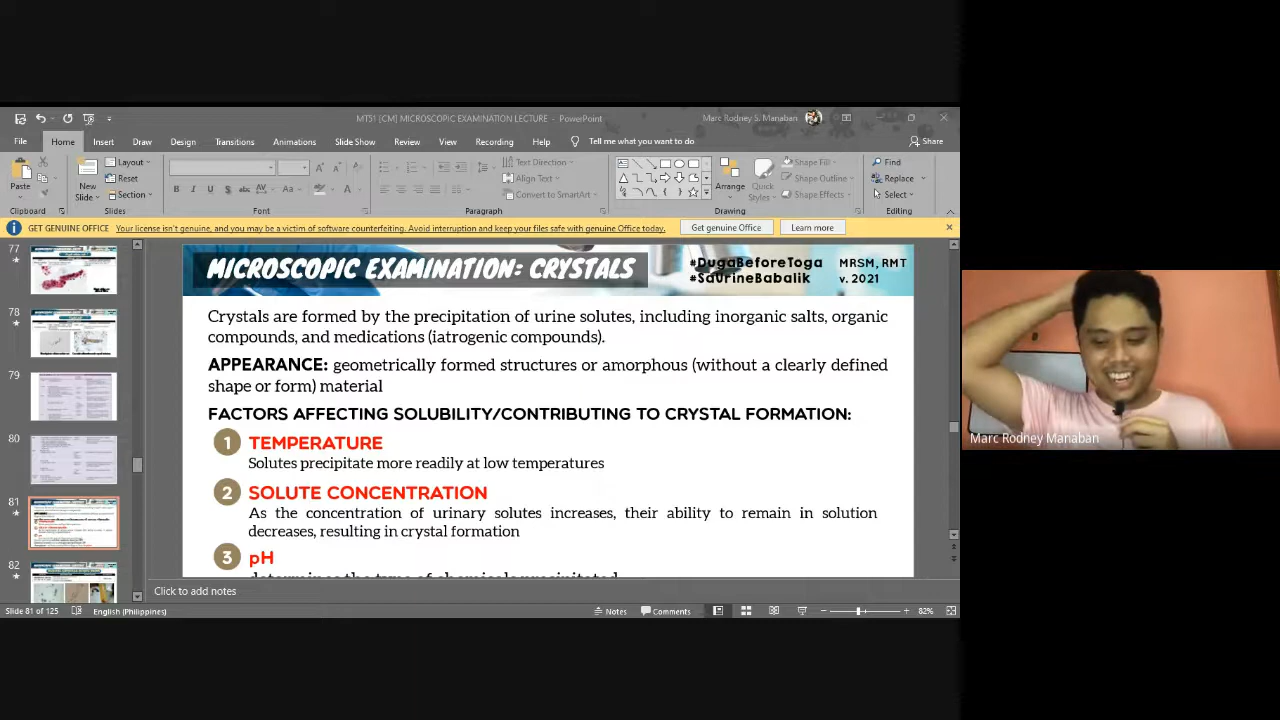 MT51 [CM] MICROSCOPIC EXAMINATION LECTURE - PowerPoint
Marc Rodney S. Manaban
File Home Insert Draw Design Transitions Animations Slide Show Review View Recording Help Tell me what you want to do Share
Paste
New
Slide
Layout
Reset
Section
Text Direction
Align Text
Convert to SmartArt
Arrange
Quick
Styles
Shape Fill
Shape Outline
Shape Effects
Find
Replace
Select
Clipboard Slides Font Paragraph Drawing Editing
GET GENUINE OFFICE Your license isn't genuine, and you may be a victim of software counterfeiting. Avoid interruption and keep your files safe with genuine Office today. Get genuine Office Learn more
77
78
79
80
81
82
MICROSCOPIC EXAMINATION: CRYSTALS
#DugaBeforeToga
#SaUrineBabalik
MRSM, RMT
v. 2021
Crystals are formed by the precipitation of urine solutes, including inorganic salts, organic
compounds, and medications (iatrogenic compounds).
APPEARANCE: geometrically formed structures or amorphous (without a clearly defined
shape or form) material
FACTORS AFFECTING SOLUBILITY/CONTRIBUTING TO CRYSTAL FORMATION:
1 TEMPERATURE
Solutes precipitate more readily at low temperatures
2 SOLUTE CONCENTRATION
As the concentration of urinary solutes increases, their ability to remain in solution
decreases, resulting in crystal formation
3 pH
Click to add notes
Slide 81 of 125 English (Philippines) Notes Comments 82%
Marc Rodney Manaban